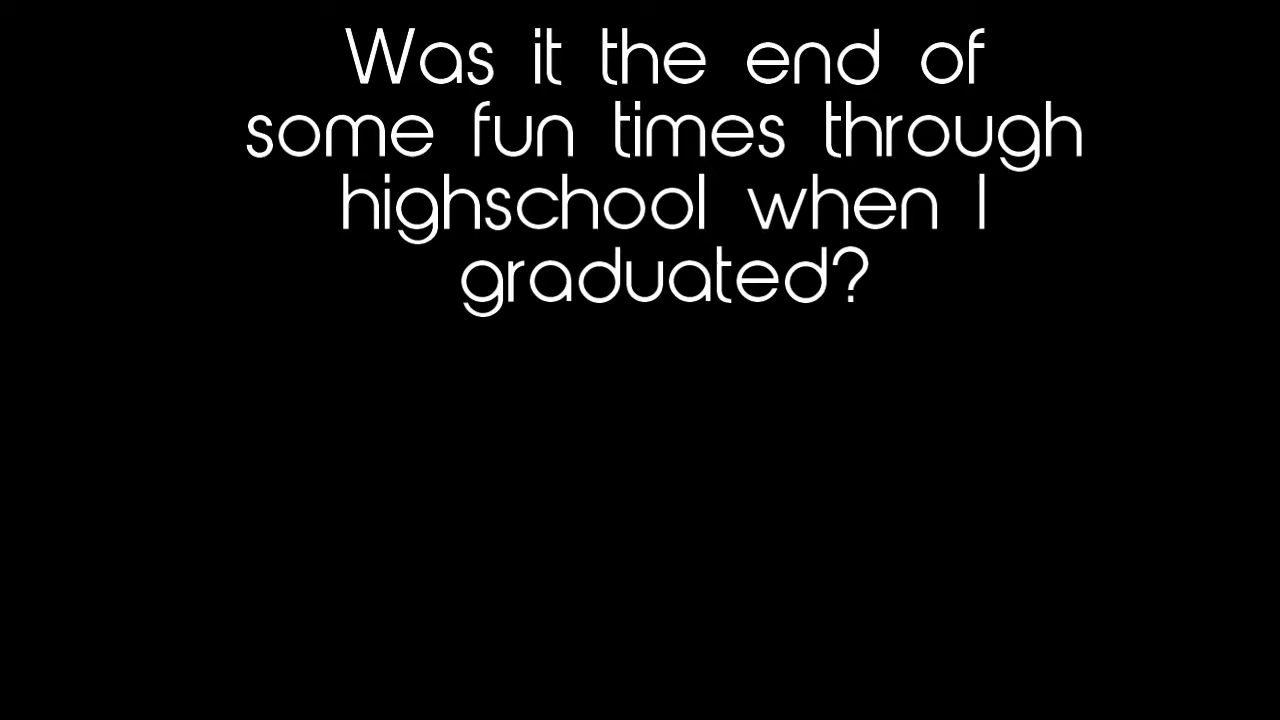 Was it the end of
some fun times through
highschool when I
graduated?